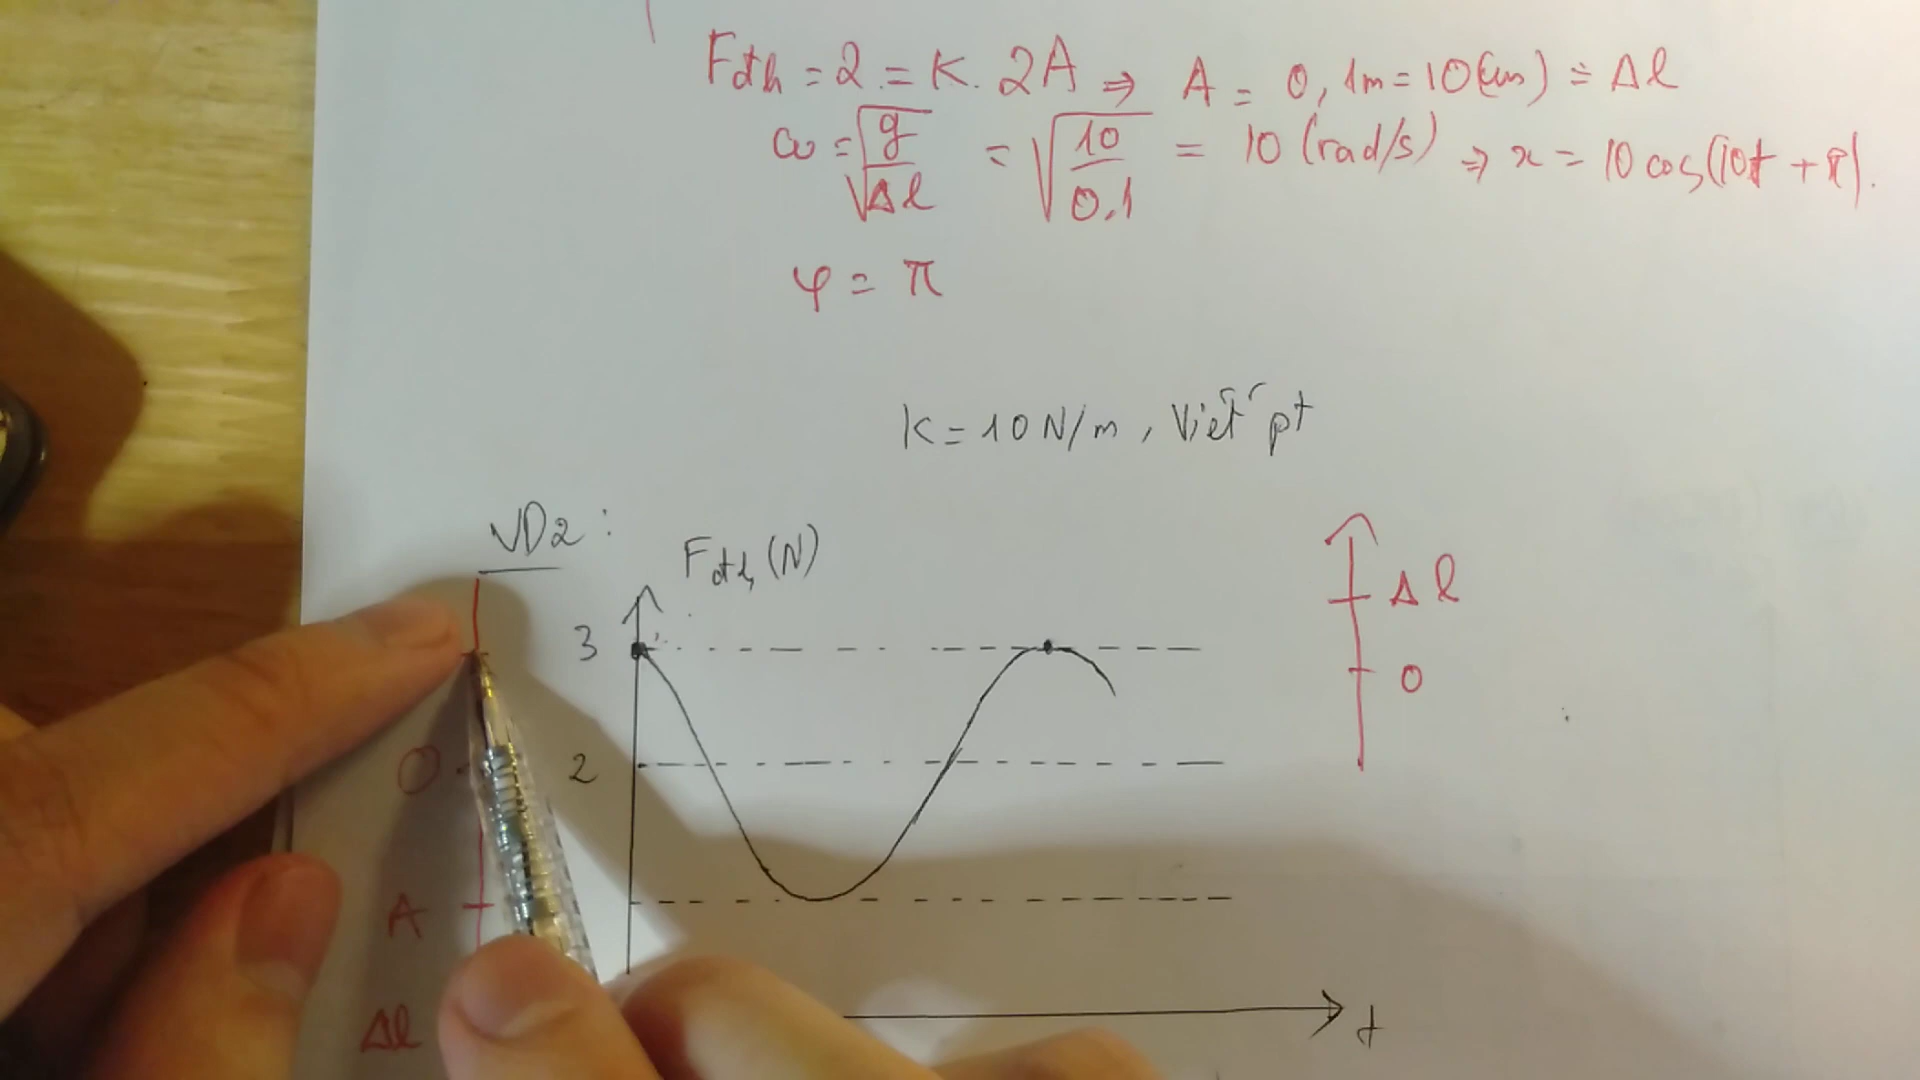 Fđh = 2 = K. 2A ⇒ A = 0,1m = 10(cm) = Δl
ω = √(g/Δl) = √(10/0,1) = 10 (rad/s) ⇒ x = 10 cos(10t + π).
φ = π
K = 10 N/m, Viết pt
VD2 :
Fđh (N)
Δl
3
O
O
2
A
Δl
t